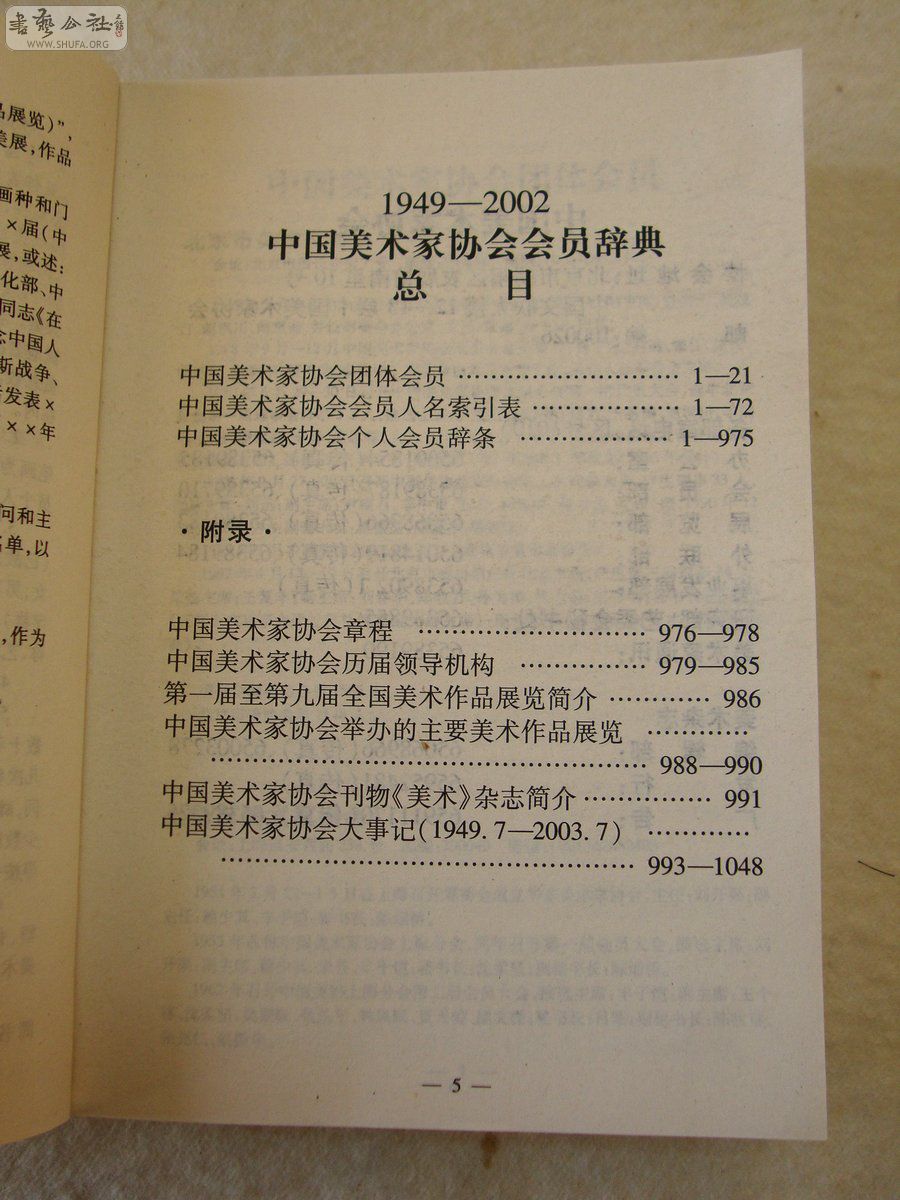 書藝公社
WWW.SHUFA.ORG
品展览)”,
美展,作品
画种和门
×届(中
展,或述:
化部、中
同志《在
念中国人
斯战争、
后发表×
××年
问和主
名单,以
,作为
1949—2002
中国美术家协会会员辞典
总 目
中国美术家协会团体会员 ………………………… 1—21
中国美术家协会会员人名索引表 ……………… 1—72
中国美术家协会个人会员辞条 ……………… 1—975
·附录·
中国美术家协会章程 ………………………… 976—978
中国美术家协会历届领导机构 ……………… 979—985
第一届至第九届全国美术作品展览简介 ………… 986
中国美术家协会举办的主要美术作品展览 …………
………………………………………………… 988—990
中国美术家协会刊物《美术》杂志简介 …………… 991
中国美术家协会大事记(1949.7—2003.7) …………
……………………………………………… 993—1048
— 5 —